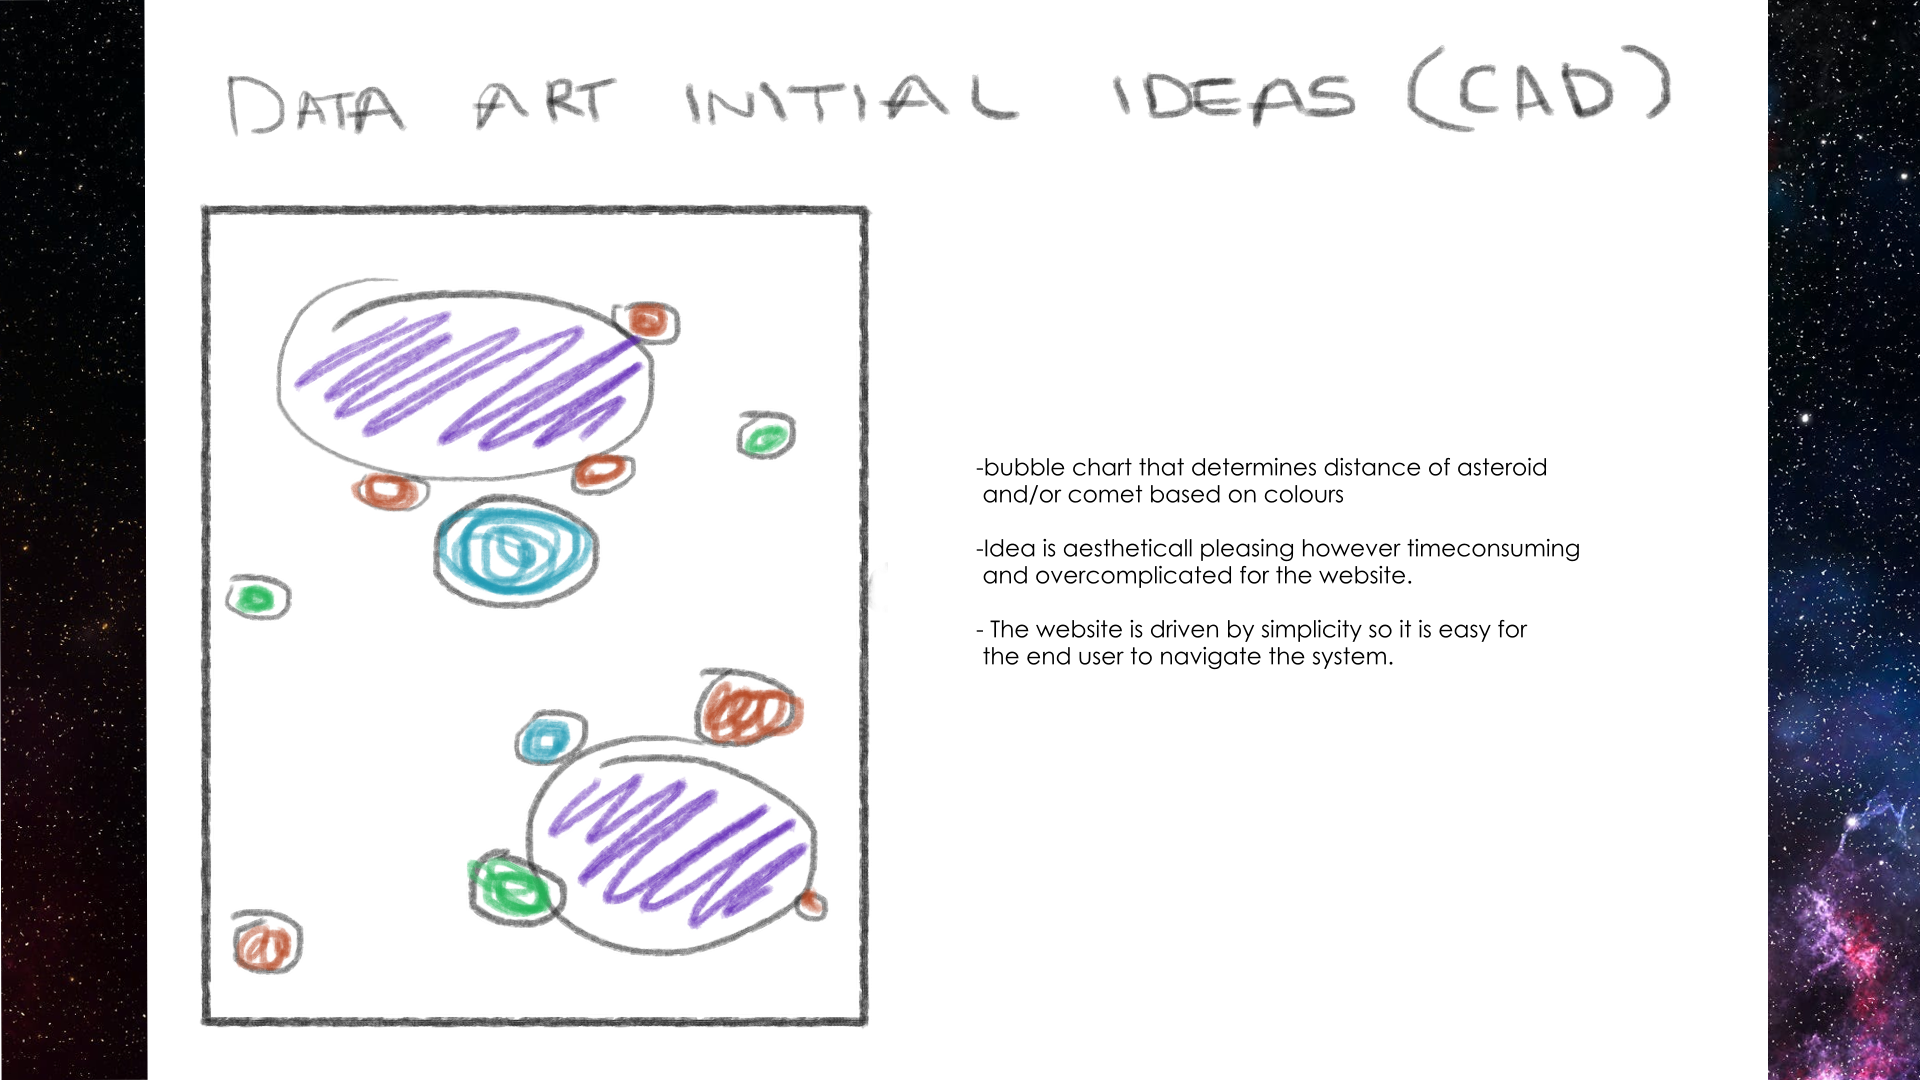 DATA ART INITIAL IDEAS (CAD)
-bubble chart that determines distance of asteroid
and/or comet based on colours
-Idea is aestheticall pleasing however timeconsuming
and overcomplicated for the website.
- The website is driven by simplicity so it is easy for
the end user to navigate the system.